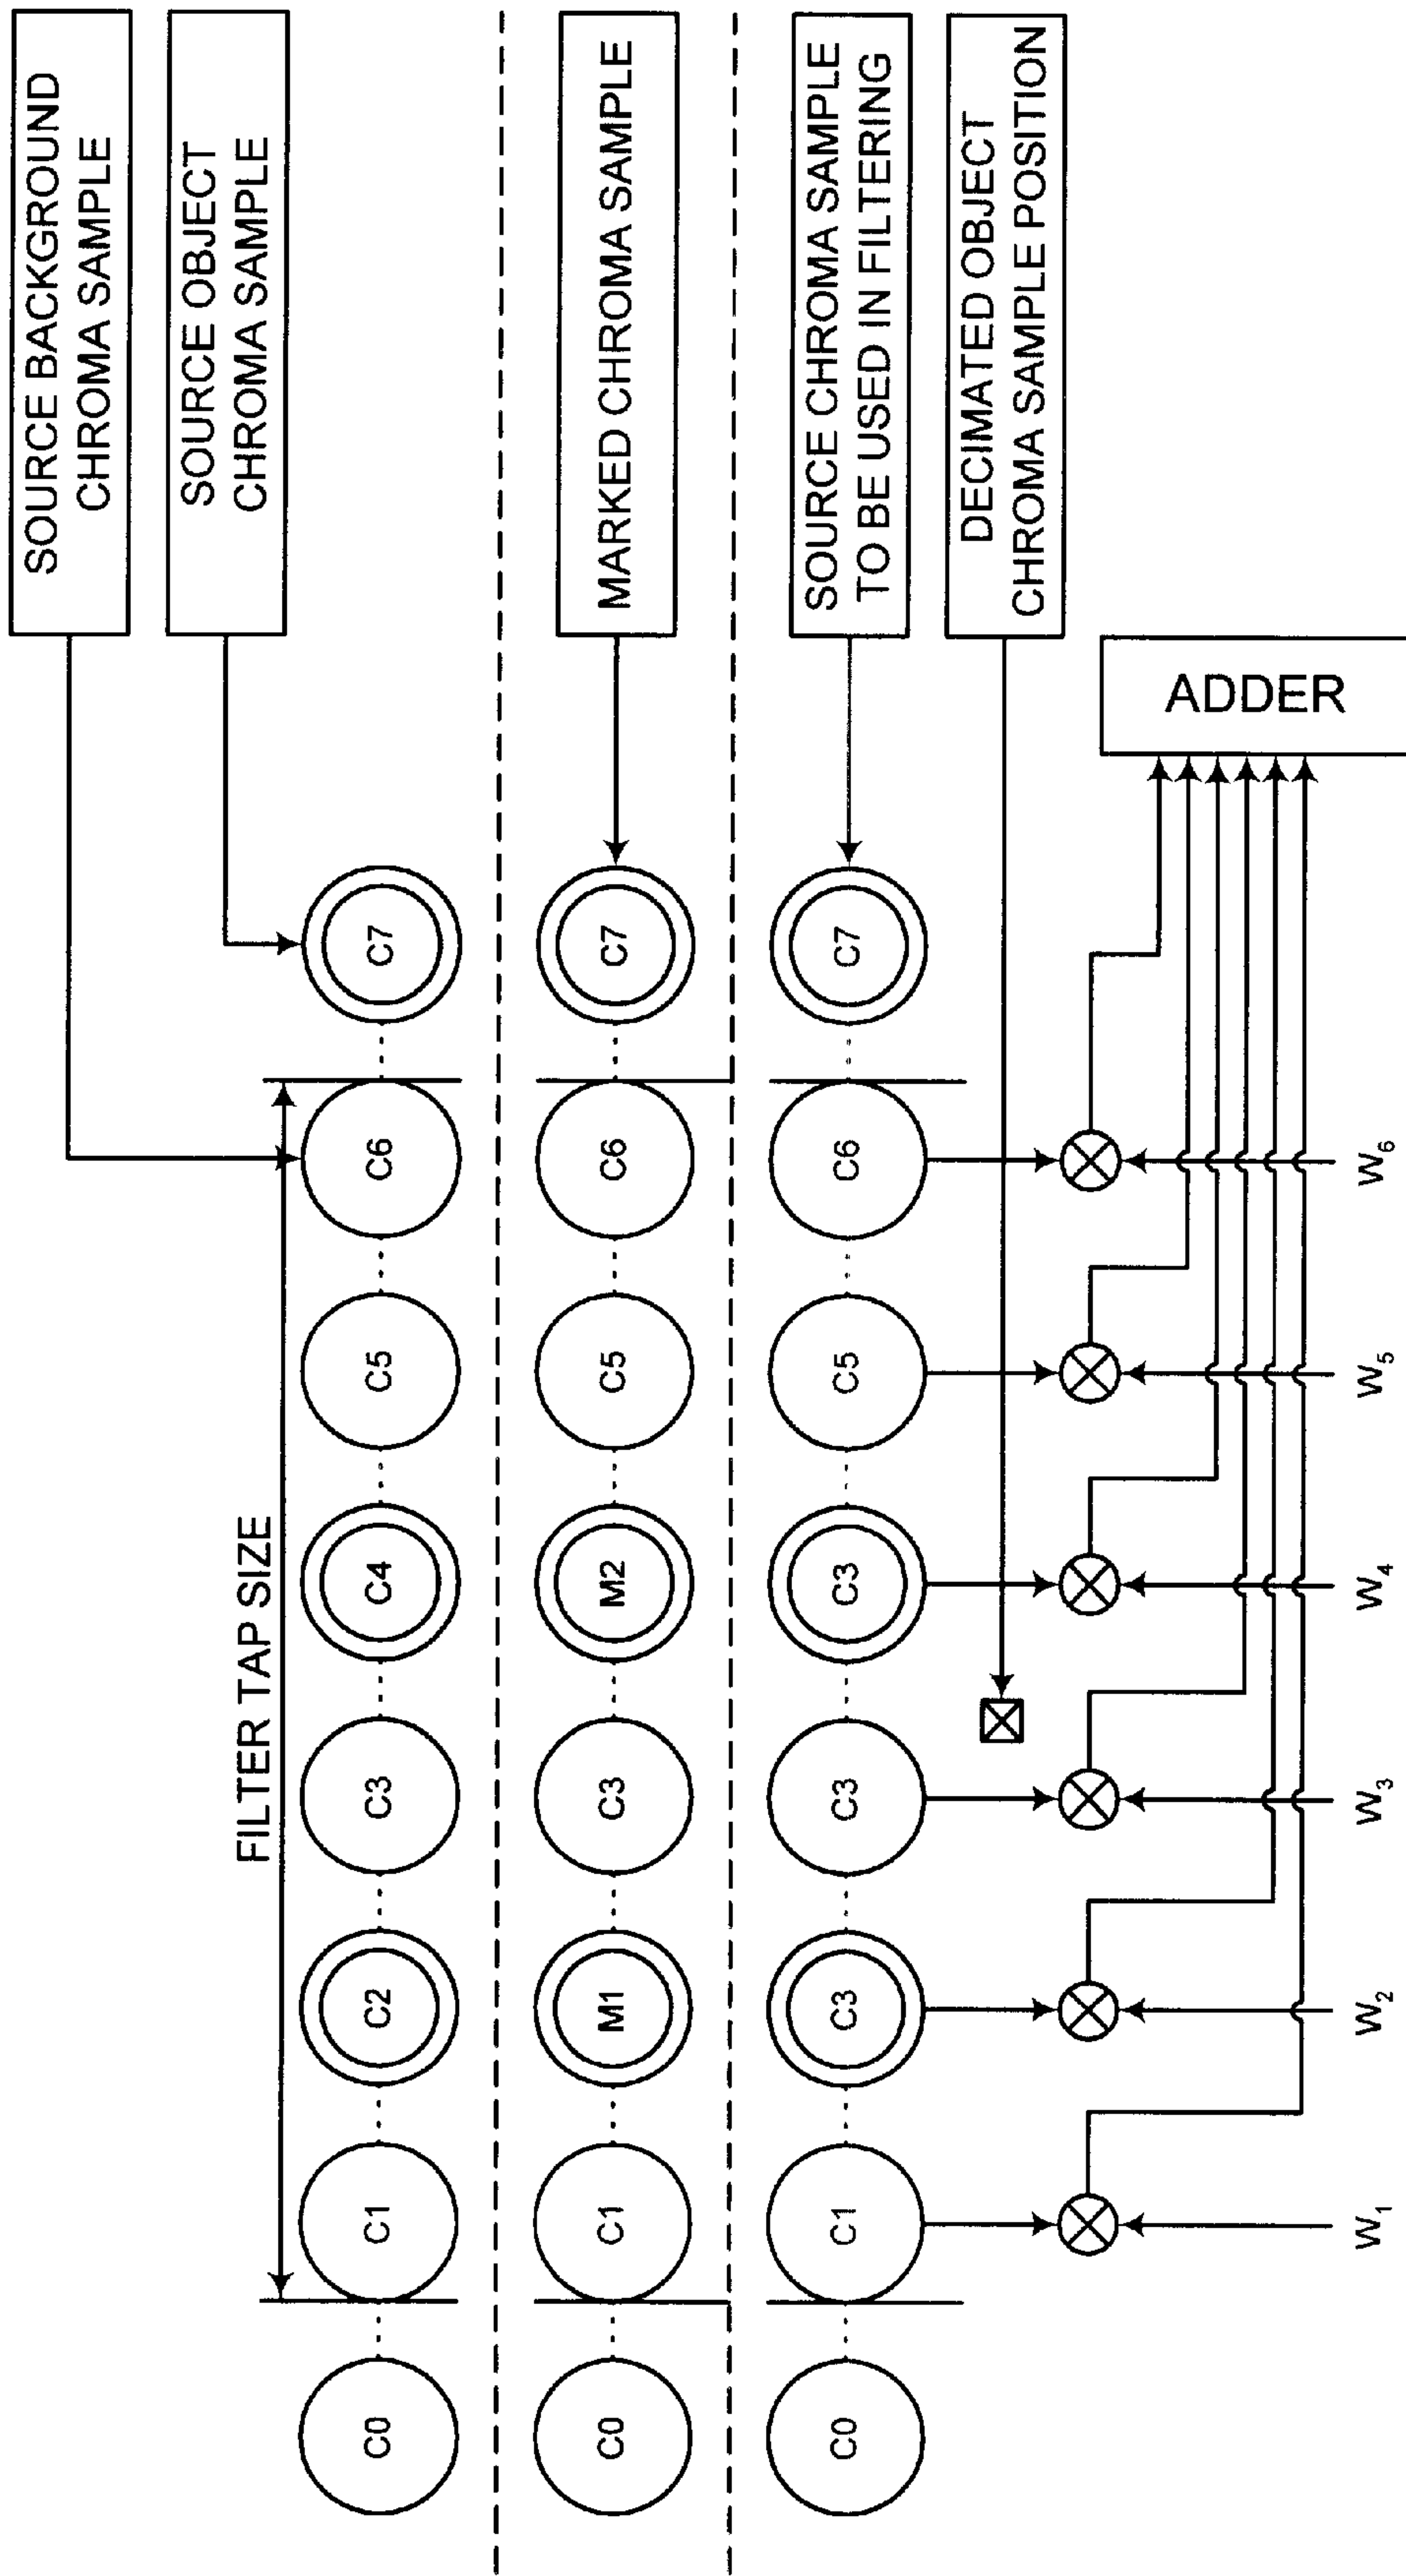 SOURCE BACKGROUND
CHROMA SAMPLE
SOURCE OBJECT
CHROMA SAMPLE
FILTER TAP SIZE
C0
C1
C2
C3
C4
C5
C6
C7
MARKED CHROMA SAMPLE
C0
C1
M1
C3
M2
C5
C6
C7
SOURCE CHROMA SAMPLE
TO BE USED IN FILTERING
C0
C1
C3
C3
C3
C5
C6
C7
DECIMATED OBJECT
CHROMA SAMPLE POSITION
ADDER
W1
W2
W3
W4
W5
W6